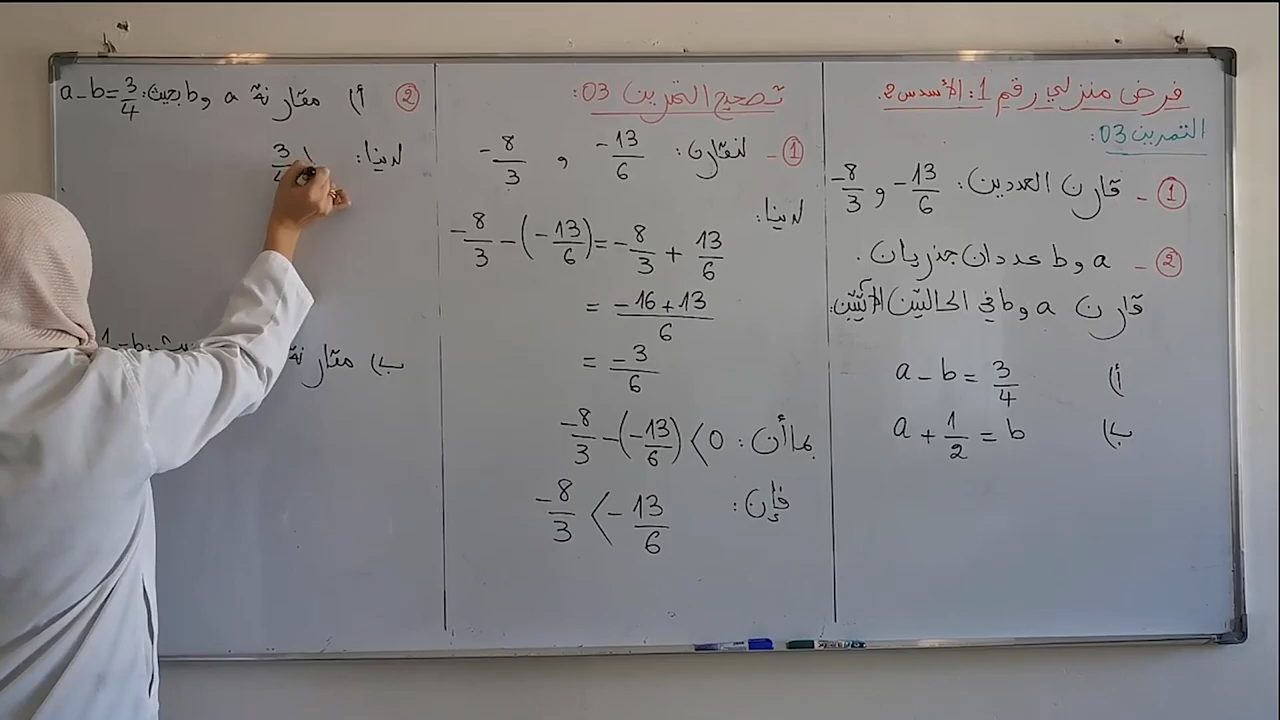 فرض منزلي رقم 1: الأسدس 2.
التمرين 03:
1 - قارن العددين: -13/6 و -8/3
2 - a و b عددان جذريان.
قارن a و b في الحالتين الآتيتين:
أ) a - b = 3/4
ب) a + 1/2 = b
تصحيح التمرين 03:
1 - لنقارن: -13/6 , -8/3
لدينا:
-8/3 - (-13/6) = -8/3 + 13/6
= -16+13/6
= -3/6
بما أن: -8/3 - (-13/6) < 0
فإن: -8/3 < -13/6
2 أ) مقارنة a و b بحيث: a - b = 3/4
لدينا: 3/4
ب) مقارنة